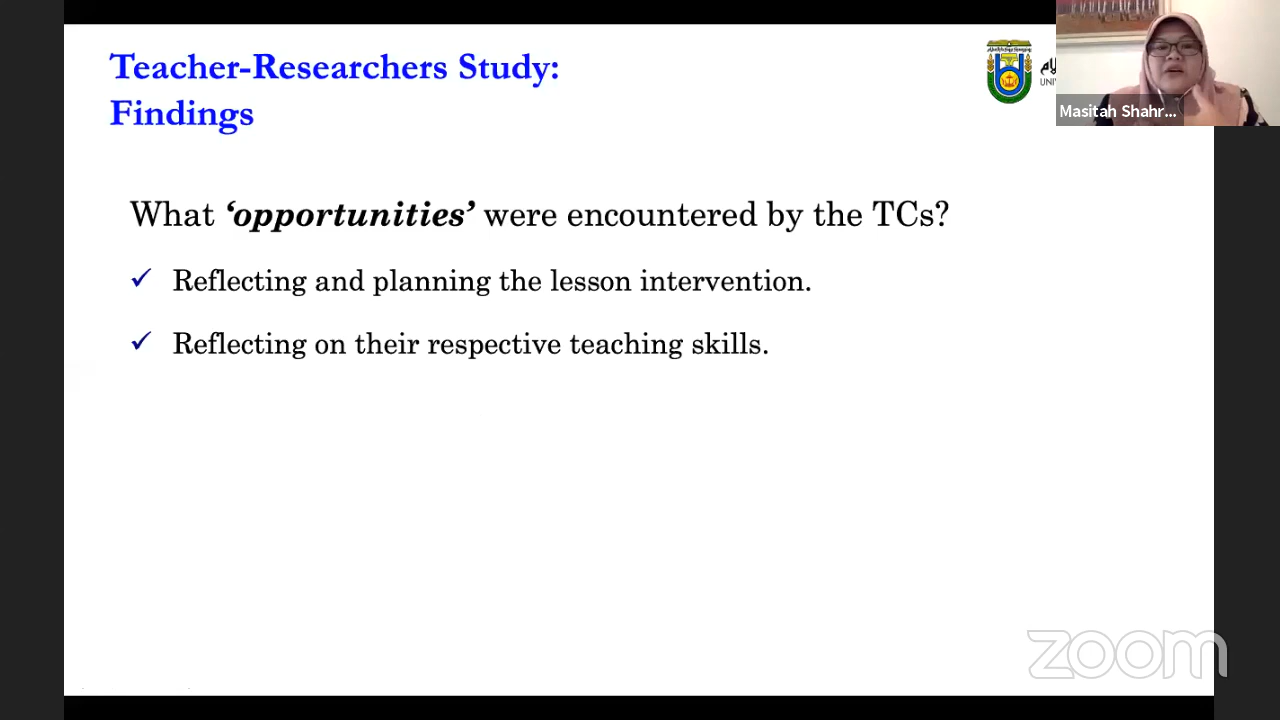 Teacher-Researchers Study:
Findings
UNIV
Masitah Shahr...
What ‘opportunities’ were encountered by the TCs?
✓ Reflecting and planning the lesson intervention.
✓ Reflecting on their respective teaching skills.
zoom